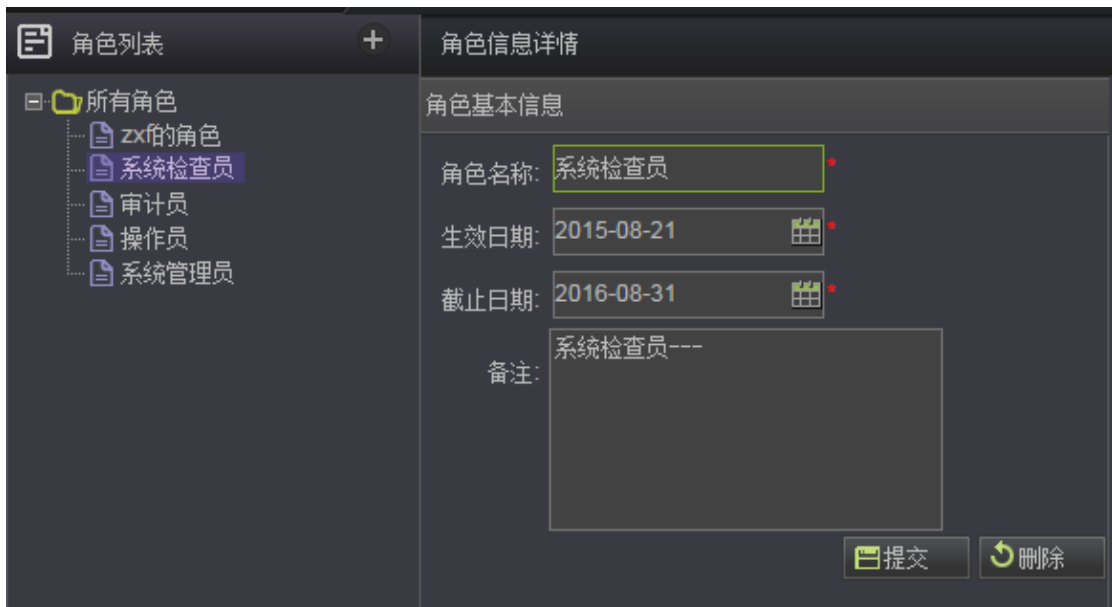 角色列表
所有角色
zxf的角色
系统检查员
审计员
操作员
系统管理员
角色信息详情
角色基本信息
角色名称: 系统检查员 *
生效日期: 2015-08-21 *
截止日期: 2016-08-31 *
备注: 系统检查员---
提交 删除